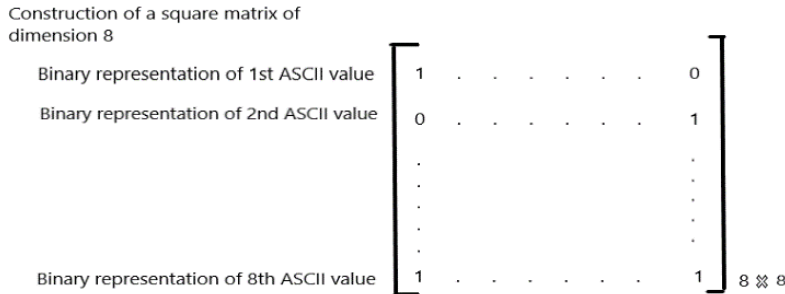 Construction of a square matrix of
dimension 8
Binary representation of 1st ASCII value 1 . . . . . . 0
Binary representation of 2nd ASCII value 0 . . . . . . 1
. .
. .
. .
. .
. .
Binary representation of 8th ASCII value 1 . . . . . . 1 8 ⨯ 8